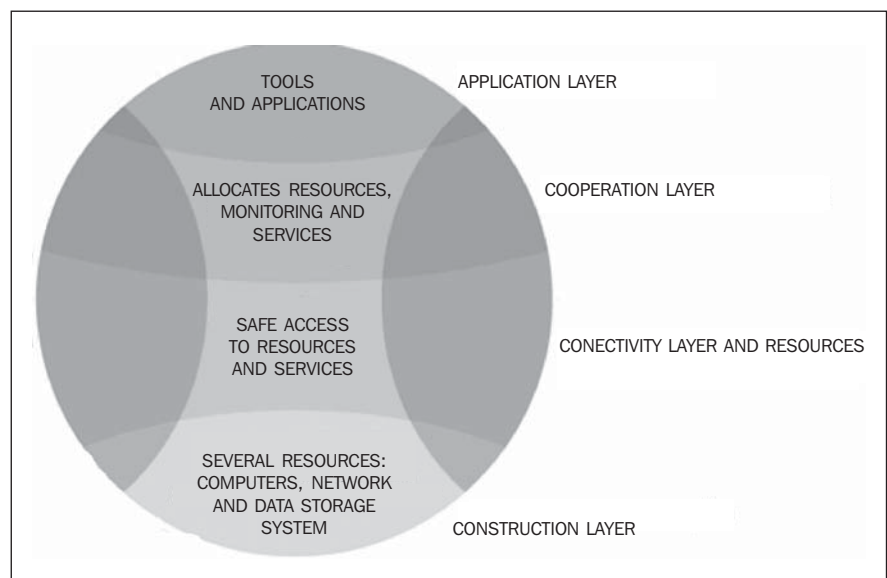 TOOLS
AND APPLICATIONS
APPLICATION LAYER
ALLOCATES RESOURCES,
MONITORING AND
SERVICES
COOPERATION LAYER
SAFE ACCESS
TO RESOURCES
AND SERVICES
CONECTIVITY LAYER AND RESOURCES
SEVERAL RESOURCES:
COMPUTERS, NETWORK
AND DATA STORAGE
SYSTEM
CONSTRUCTION LAYER